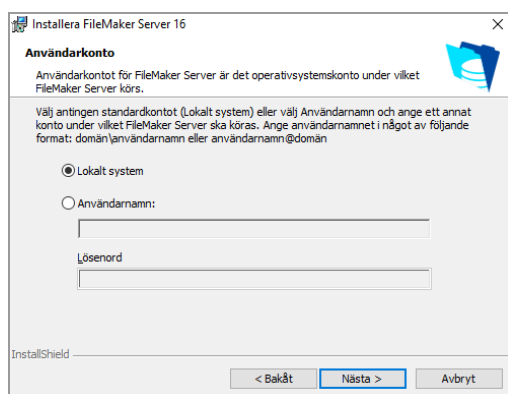 Installera FileMaker Server 16
Användarkonto
Användarkontot för FileMaker Server är det operativsystemskonto under vilket
FileMaker Server körs.
Välj antingen standardkontot (Lokalt system) eller välj Användarnamn och ange ett annat
konto under vilket FileMaker Server ska köras. Ange användarnamnet i något av följande
format: domän\användarnamn eller användarnamn@domän
Lokalt system
Användarnamn:
Lösenord
InstallShield
< Bakåt
Nästa >
Avbryt